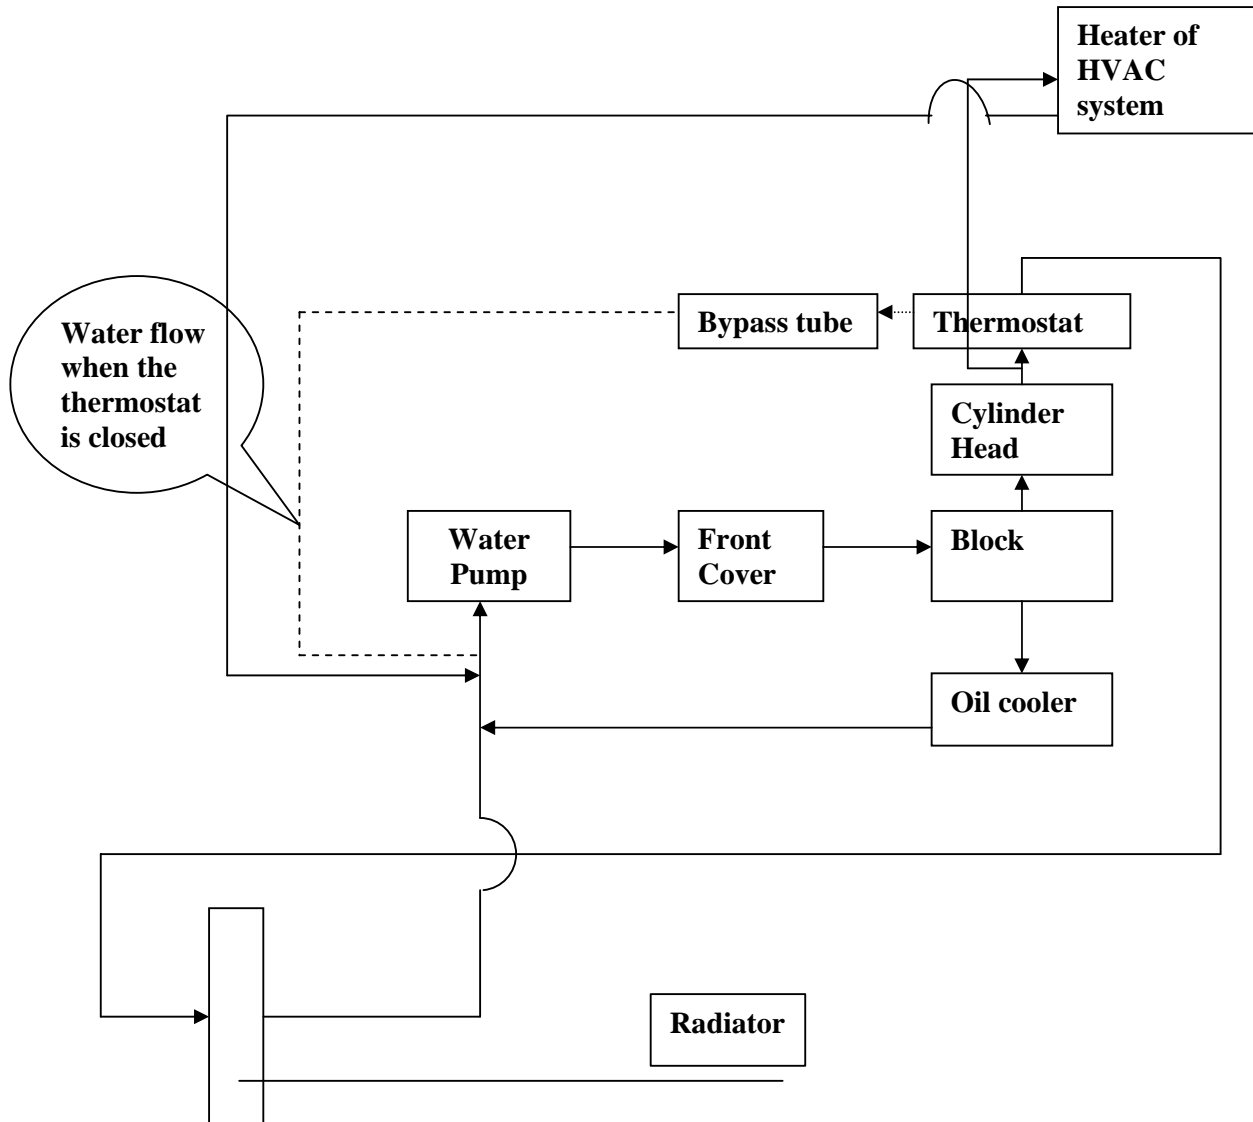 Heater of
HVAC
system
Water flow
when the
thermostat
is closed
Bypass tube
Thermostat
Cylinder
Head
Water
Pump
Front
Cover
Block
Oil cooler
Radiator